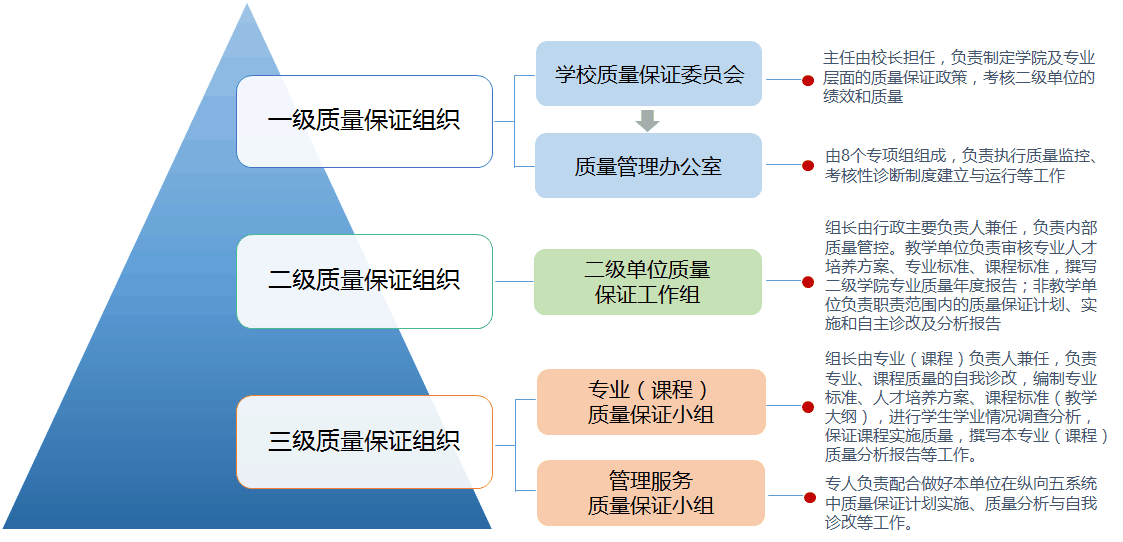 一级质量保证组织
学校质量保证委员会
主任由校长担任，负责制定学院及专业
层面的质量保证政策，考核二级单位的
绩效和质量
质量管理办公室
由8个专项组组成，负责执行质量监控、
考核性诊断制度建立与运行等工作
二级质量保证组织
二级单位质量
保证工作组
组长由行政主要负责人兼任，负责内部
质量管控。教学单位负责审核专业人才
培养方案、专业标准、课程标准，撰写
二级学院专业质量年度报告；非教学单
位负责职责范围内的质量保证计划、实
施和自主诊改及分析报告
三级质量保证组织
专业（课程）
质量保证小组
组长由专业（课程）负责人兼任，负责
专业、课程质量的自我诊改，编制专业
标准、人才培养方案、课程标准（教学
大纲），进行学生学业情况调查分析，
保证课程实施质量，撰写本专业（课程）
质量分析报告等工作。
管理服务
质量保证小组
专人负责配合做好本单位在纵向五系统
中质量保证计划实施、质量分析与自我
诊改等工作。